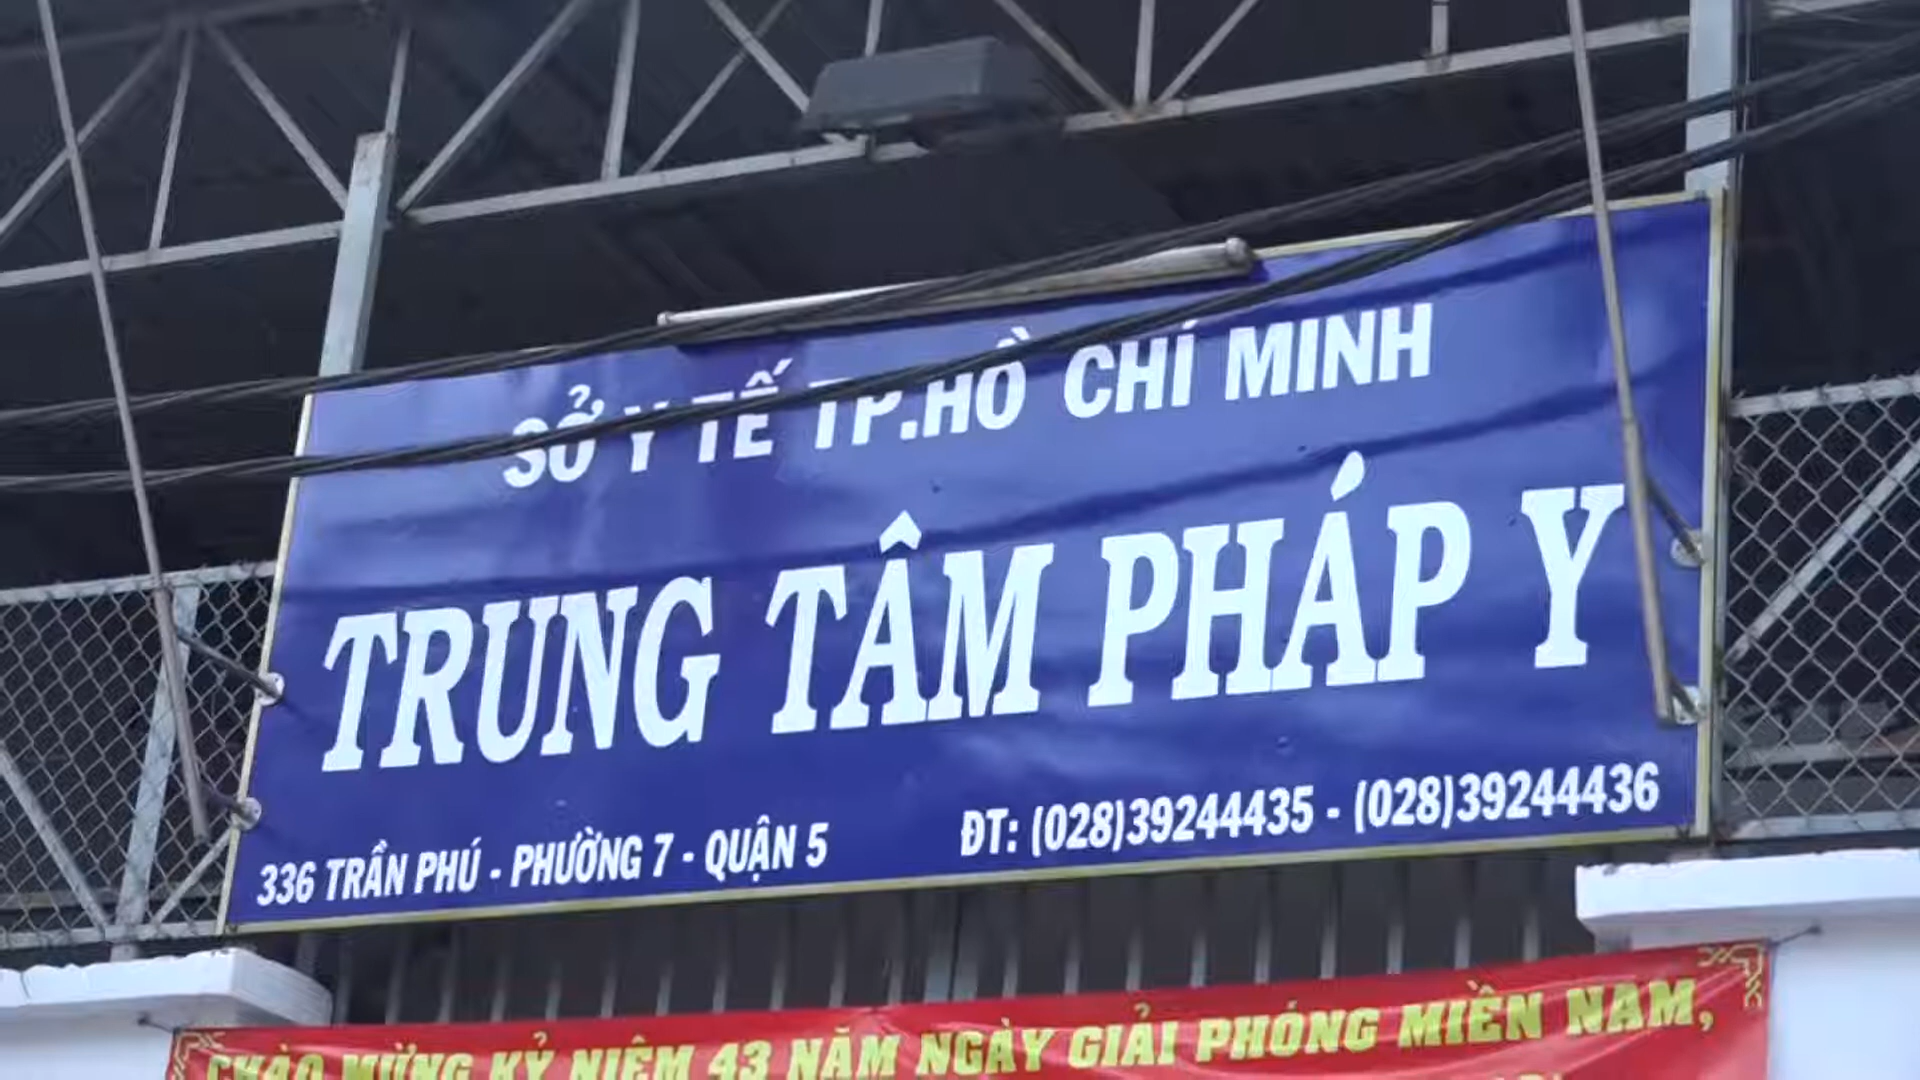 SỞ Y TẾ TP.HỒ CHÍ MINH
TRUNG TÂM PHÁP Y
336 TRẦN PHÚ - PHƯỜNG 7 - QUẬN 5 ĐT: (028)39244435 - (028)39244436
CHÀO MỪNG KỶ NIỆM 43 NĂM NGÀY GIẢI PHÓNG MIỀN NAM,